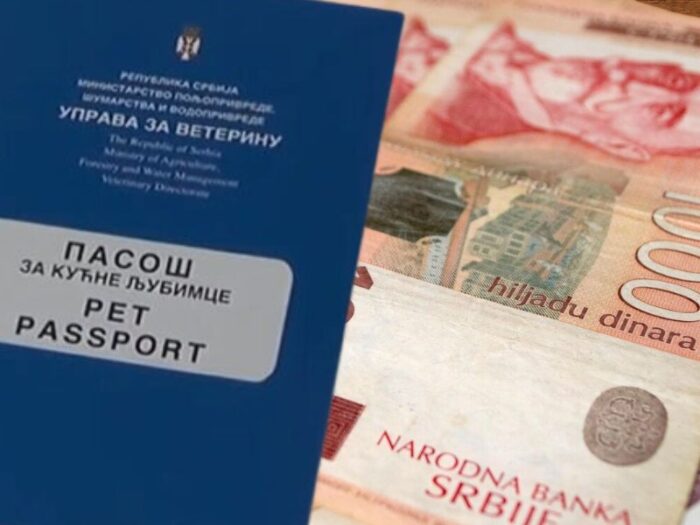 РЕПУБЛИКА СРБИЈА
МИНИСТАРСТВО ПОЉОПРИВРЕДЕ,
ШУМАРСТВА И ВОДОПРИВРЕДЕ
УПРАВА ЗА ВЕТЕРИНУ
The Republic of Serbia
Ministry of Agriculture,
Forestry and Water Management
Veterinary Directorate
ПАСОШ
ЗА КУЋНЕ ЉУБИМЦЕ
PET
PASSPORT
1000
hiljadu dinara
NARODNA BANKA
SRBIJE